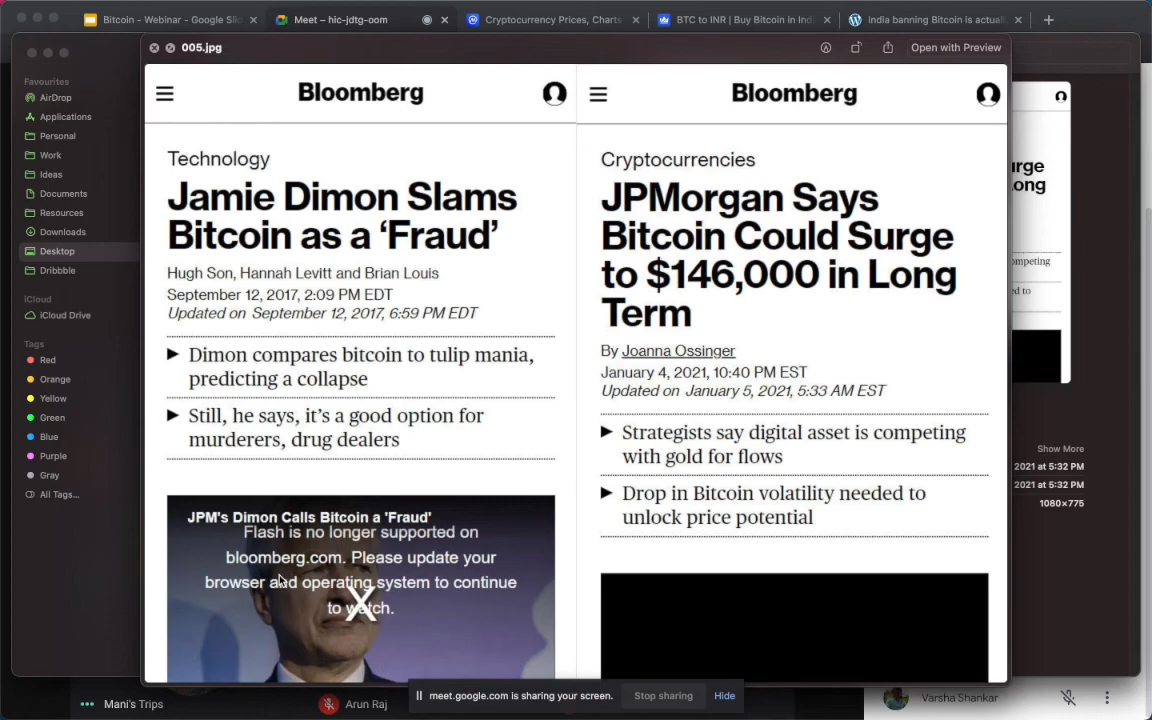 Bitcoin - Webinar - Google Sli
Meet – hic-jdtg-oom
Cryptocurrency Prices, Charts
BTC to INR | Buy Bitcoin in Ind
India banning Bitcoin is actual
005.jpg
Open with Preview
Favourites
AirDrop
Applications
Personal
Work
Ideas
Documents
Resources
Downloads
Desktop
Dribbble
iCloud
iCloud Drive
Tags
Red
Orange
Yellow
Green
Blue
Purple
Gray
All Tags...
Bloomberg
Technology
Jamie Dimon Slams
Bitcoin as a ‘Fraud’
Hugh Son, Hannah Levitt and Brian Louis
September 12, 2017, 2:09 PM EDT
Updated on September 12, 2017, 6:59 PM EDT
Dimon compares bitcoin to tulip mania,
predicting a collapse
Still, he says, it’s a good option for
murderers, drug dealers
JPM's Dimon Calls Bitcoin a 'Fraud'
Flash is no longer supported on
bloomberg.com. Please update your
browser and operating system to continue
to watch.
X
Bloomberg
Cryptocurrencies
JPMorgan Says
Bitcoin Could Surge
to $146,000 in Long
Term
By Joanna Ossinger
January 4, 2021, 10:40 PM EST
Updated on January 5, 2021, 5:33 AM EST
Strategists say digital asset is competing
with gold for flows
Drop in Bitcoin volatility needed to
unlock price potential
urge
ong
ompeting
ed to
Show More
2021 at 5:32 PM
2021 at 5:32 PM
1080×775
meet.google.com is sharing your screen.
Stop sharing
Hide
Mani's Trips
Arun Raj
Varsha Shankar